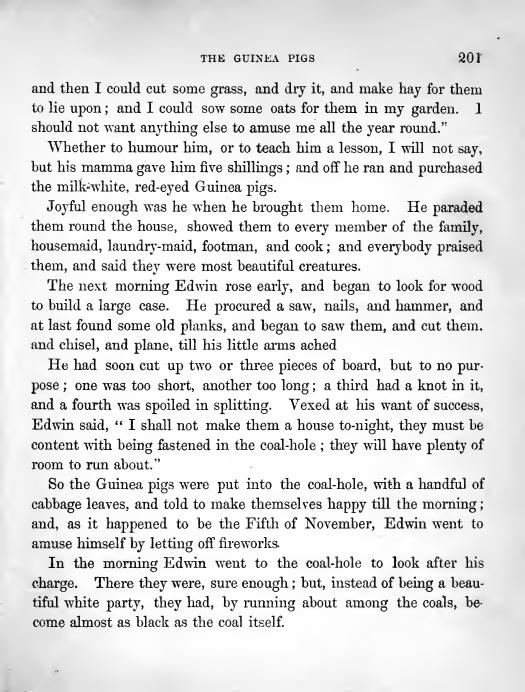 THE GUINEA PIGS 201
and then I could cut some grass, and dry it, and make hay for them
to lie upon; and I could sow some oats for them in my garden. I
should not want anything else to amuse me all the year round."
Whether to humour him, or to teach him a lesson, I will not say,
but his mamma gave him five shillings; and off he ran and purchased
the milk-white, red-eyed Guinea pigs.
Joyful enough was he when he brought them home. He paraded
them round the house, showed them to every member of the family,
housemaid, laundry-maid, footman, and cook; and everybody praised
them, and said they were most beautiful creatures.
The next morning Edwin rose early, and began to look for wood
to build a large case. He procured a saw, nails, and hammer, and
at last found some old planks, and began to saw them, and cut them.
and chisel, and plane, till his little arms ached
He had soon cut up two or three pieces of board, but to no pur-
pose; one was too short, another too long; a third had a knot in it,
and a fourth was spoiled in splitting. Vexed at his want of success,
Edwin said, "I shall not make them a house to-night, they must be
content with being fastened in the coal-hole; they will have plenty of
room to run about."
So the Guinea pigs were put into the coal-hole, with a handful of
cabbage leaves, and told to make themselves happy till the morning;
and, as it happened to be the Fifth of November, Edwin went to
amuse himself by letting off fireworks.
In the morning Edwin went to the coal-hole to look after his
charge. There they were, sure enough; but, instead of being a beau-
tiful white party, they had, by running about among the coals, be-
come almost as black as the coal itself.